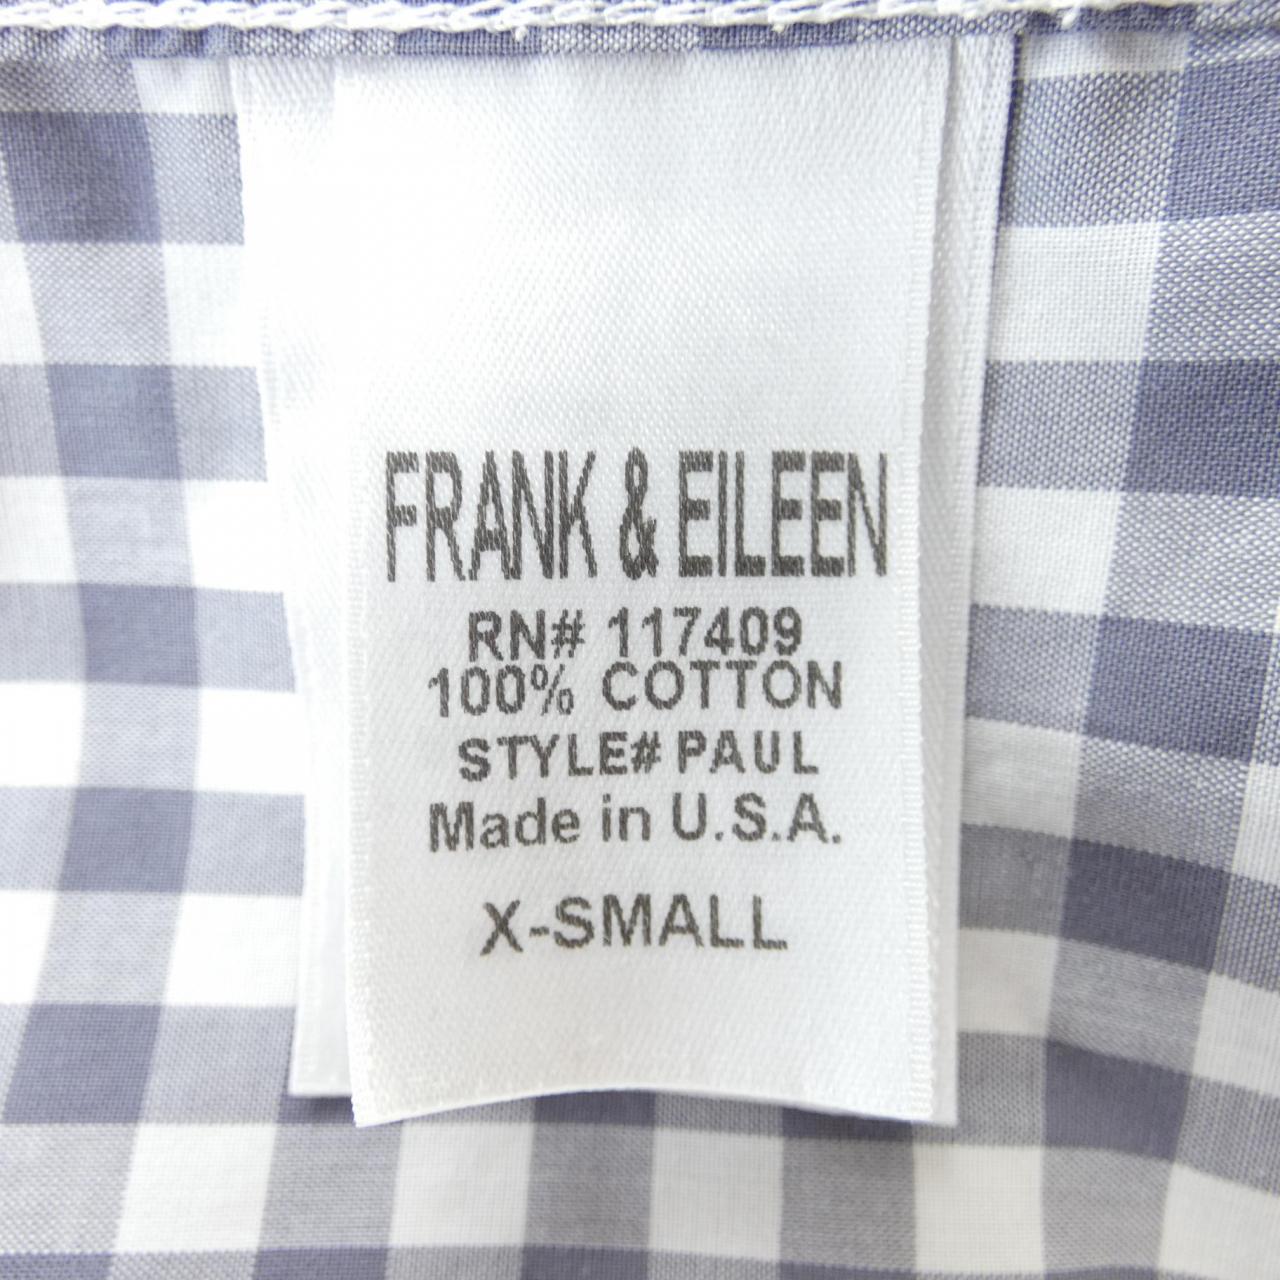 FRANK & EILEEN
RN# 117409
100% COTTON
STYLE# PAUL
Made in U.S.A.
X-SMALL